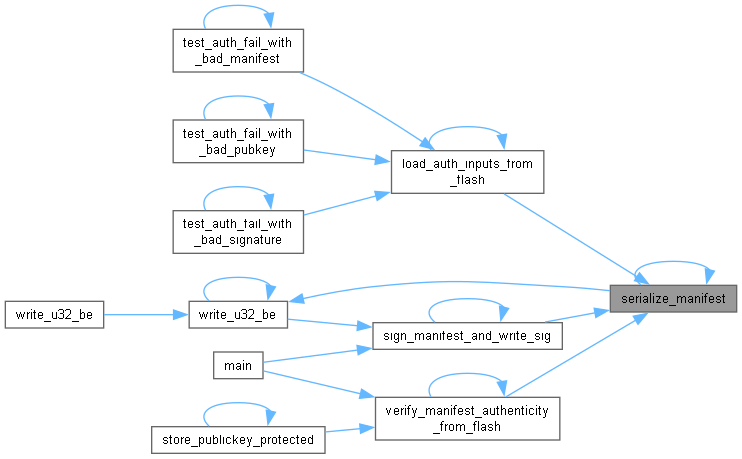 test_auth_fail_with
_bad_manifest
test_auth_fail_with
_bad_pubkey
load_auth_inputs_from
_flash
test_auth_fail_with
_bad_signature
serialize_manifest
write_u32_be
write_u32_be
sign_manifest_and_write_sig
main
verify_manifest_authenticity
_from_flash
store_publickey_protected